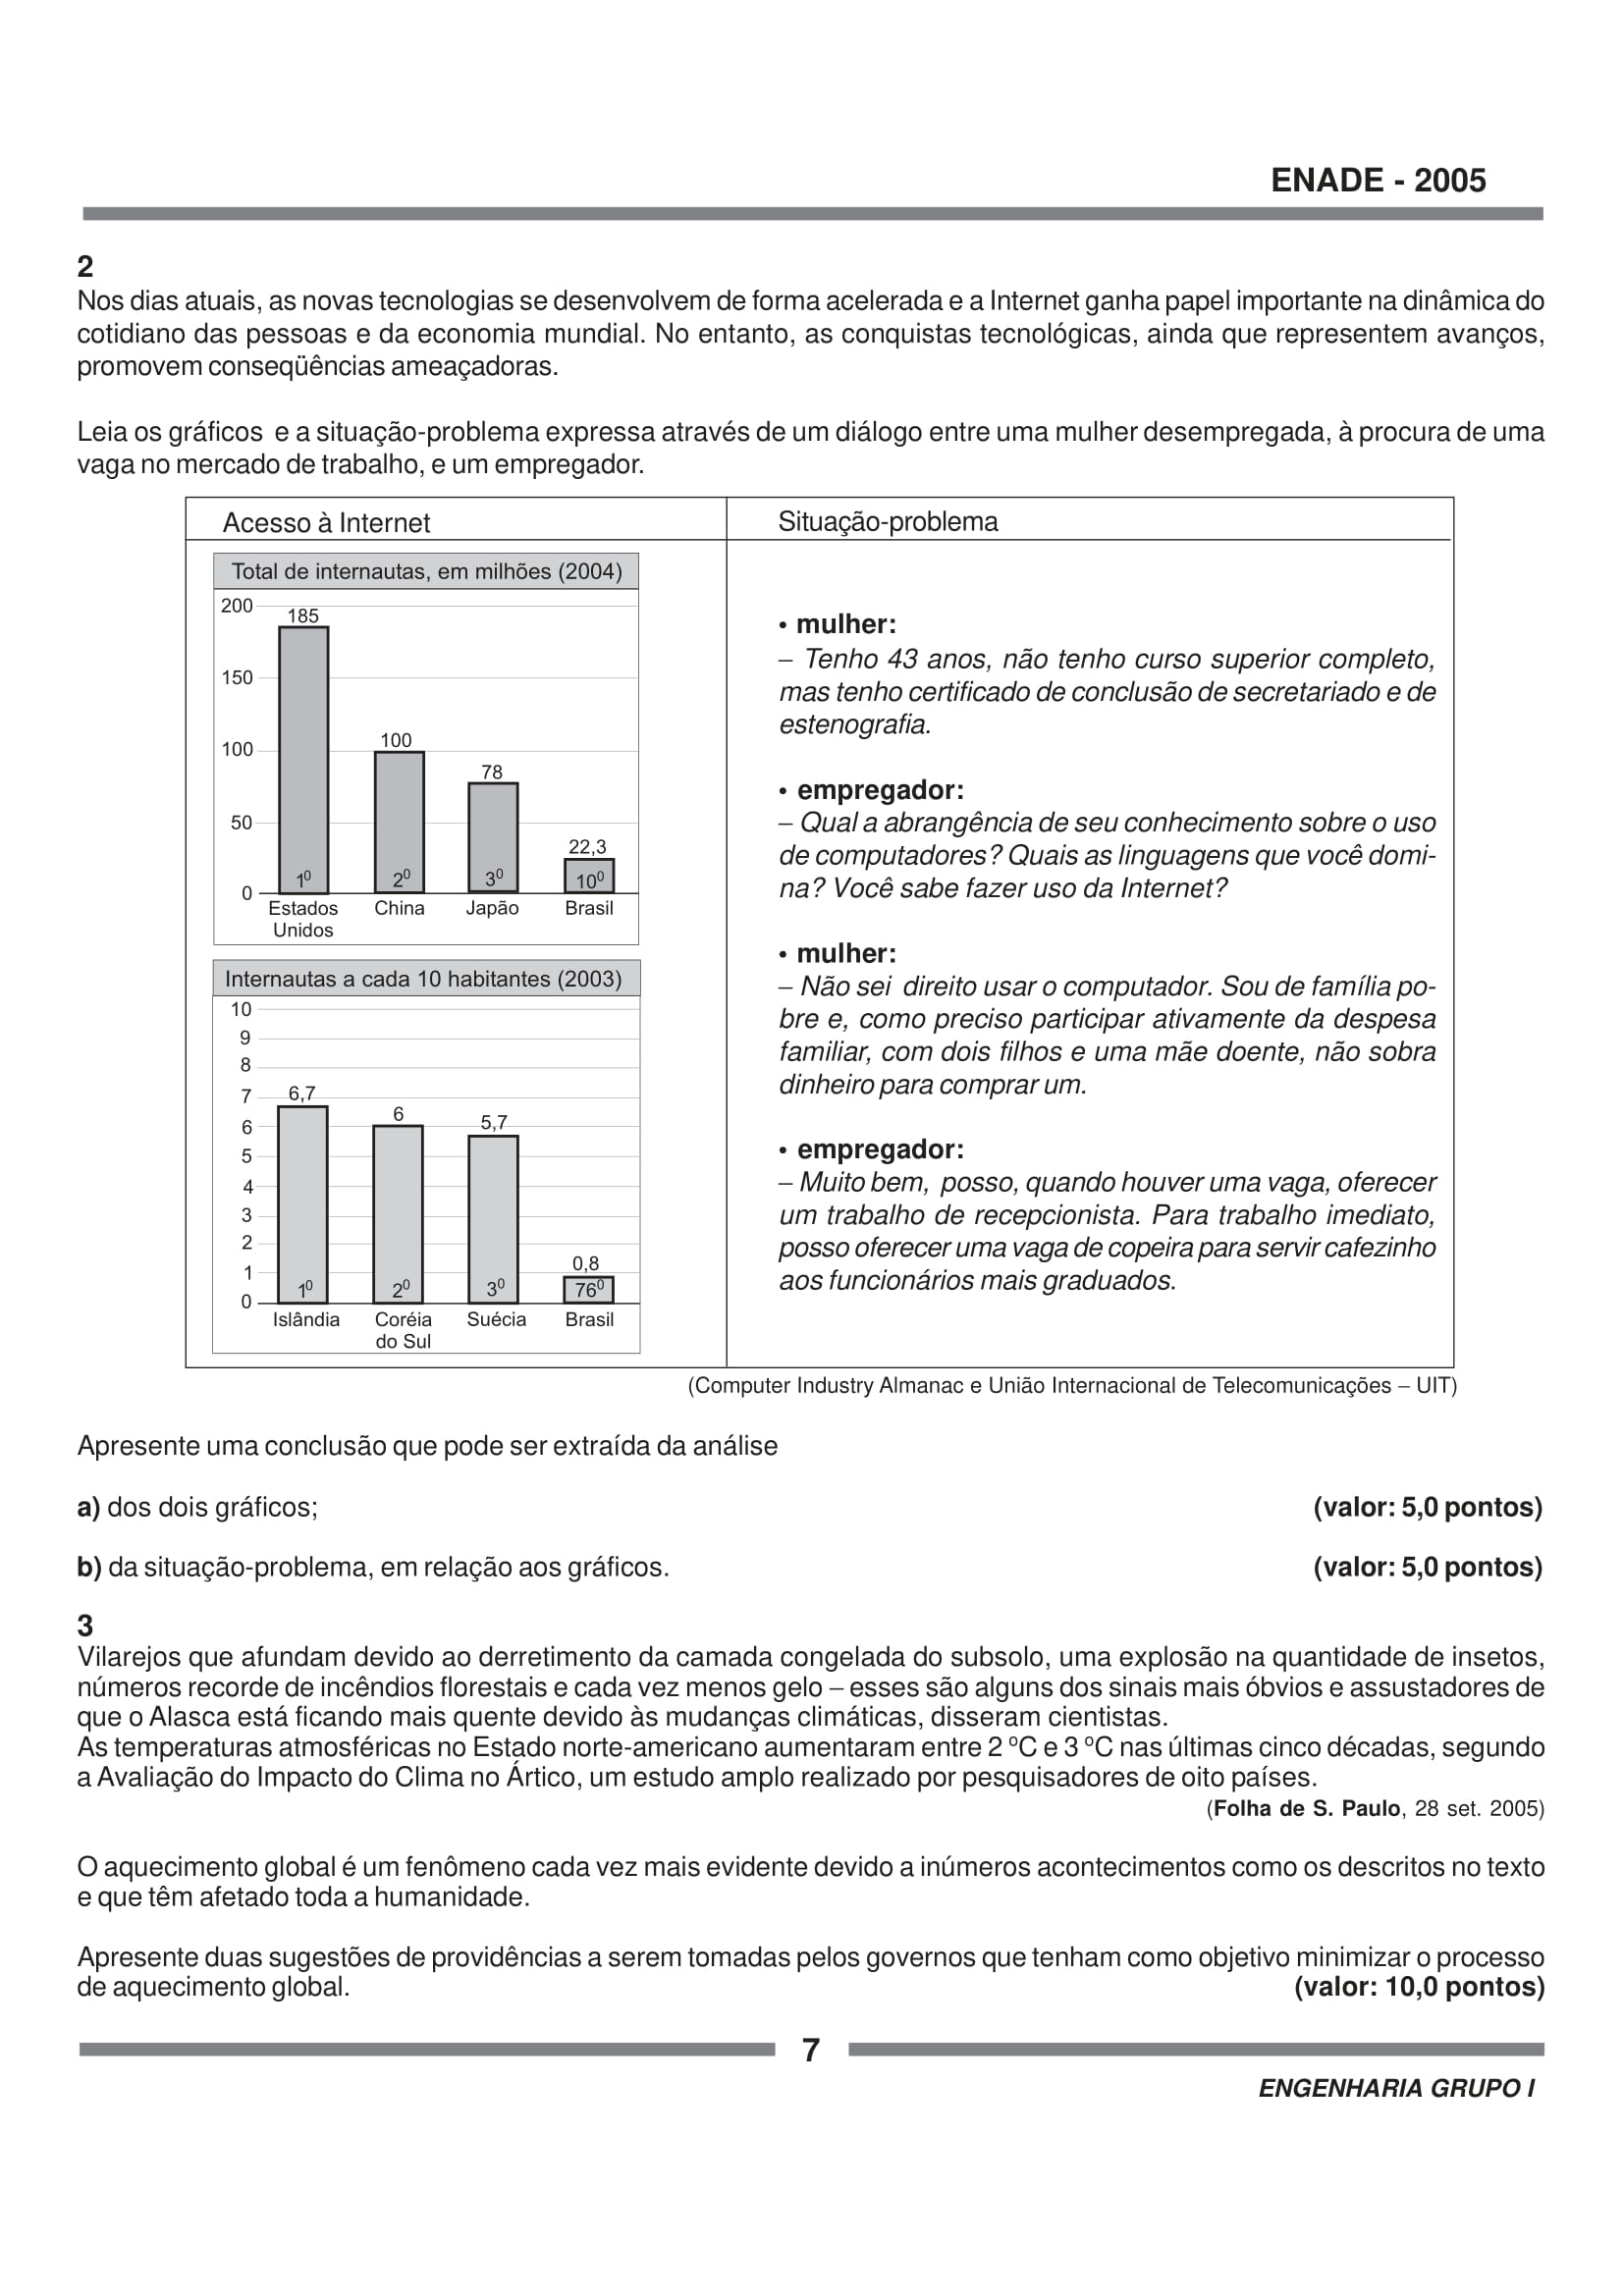 ENADE - 2005
2
Nos dias atuais, as novas tecnologias se desenvolvem de forma acelerada e a Internet ganha papel importante na dinâmica do
cotidiano das pessoas e da economia mundial. No entanto, as conquistas tecnológicas, ainda que representem avanços,
promovem conseqüências ameaçadoras.
Leia os gráficos e a situação-problema expressa através de um diálogo entre uma mulher desempregada, à procura de uma
vaga no mercado de trabalho, e um empregador.
Acesso à Internet
Total de internautas, em milhões (2004)
200
150
100
50
0
185
100
78
22,3
1º
2º
3º
10º
Estados
Unidos
China
Japão
Brasil
Internautas a cada 10 habitantes (2003)
10
9
8
7
6
5
4
3
2
1
0
6,7
6
5,7
0,8
1º
2º
3º
76º
Islândia
Coréia
do Sul
Suécia
Brasil
Situação-problema
• mulher:
– Tenho 43 anos, não tenho curso superior completo,
mas tenho certificado de conclusão de secretariado e de
estenografia.
• empregador:
– Qual a abrangência de seu conhecimento sobre o uso
de computadores? Quais as linguagens que você domi-
na? Você sabe fazer uso da Internet?
• mulher:
– Não sei direito usar o computador. Sou de família po-
bre e, como preciso participar ativamente da despesa
familiar, com dois filhos e uma mãe doente, não sobra
dinheiro para comprar um.
• empregador:
– Muito bem, posso, quando houver uma vaga, oferecer
um trabalho de recepcionista. Para trabalho imediato,
posso oferecer uma vaga de copeira para servir cafezinho
aos funcionários mais graduados.
(Computer Industry Almanac e União Internacional de Telecomunicações – UIT)
Apresente uma conclusão que pode ser extraída da análise
a) dos dois gráficos; (valor: 5,0 pontos)
b) da situação-problema, em relação aos gráficos. (valor: 5,0 pontos)
3
Vilarejos que afundam devido ao derretimento da camada congelada do subsolo, uma explosão na quantidade de insetos,
números recorde de incêndios florestais e cada vez menos gelo – esses são alguns dos sinais mais óbvios e assustadores de
que o Alasca está ficando mais quente devido às mudanças climáticas, disseram cientistas.
As temperaturas atmosféricas no Estado norte-americano aumentaram entre 2 ºC e 3 ºC nas últimas cinco décadas, segundo
a Avaliação do Impacto do Clima no Ártico, um estudo amplo realizado por pesquisadores de oito países.
(Folha de S. Paulo, 28 set. 2005)
O aquecimento global é um fenômeno cada vez mais evidente devido a inúmeros acontecimentos como os descritos no texto
e que têm afetado toda a humanidade.
Apresente duas sugestões de providências a serem tomadas pelos governos que tenham como objetivo minimizar o processo
de aquecimento global. (valor: 10,0 pontos)
7
ENGENHARIA GRUPO I